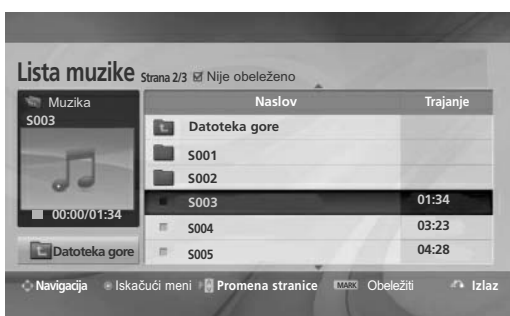 Lista muzike Strana 2/3 Nije obeleženo
Muzika
S003
00:00/01:34
Datoteka gore
Naslov Trajanje
Datoteka gore
S001
S002
S003 01:34
S004 03:23
S005 04:28
Navigacija Iskačući meni Promena stranice MARK Obeležiti Izlaz